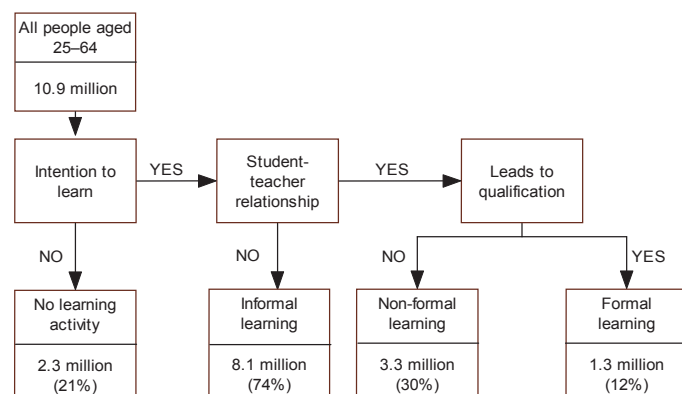 All people aged
25–64
10.9 million
Intention to
learn
YES
Student-
teacher
relationship
YES
Leads to
qualification
NO
NO
NO
YES
No learning
activity
2.3 million
(21%)
Informal
learning
8.1 million
(74%)
Non-formal
learning
3.3 million
(30%)
Formal
learning
1.3 million
(12%)